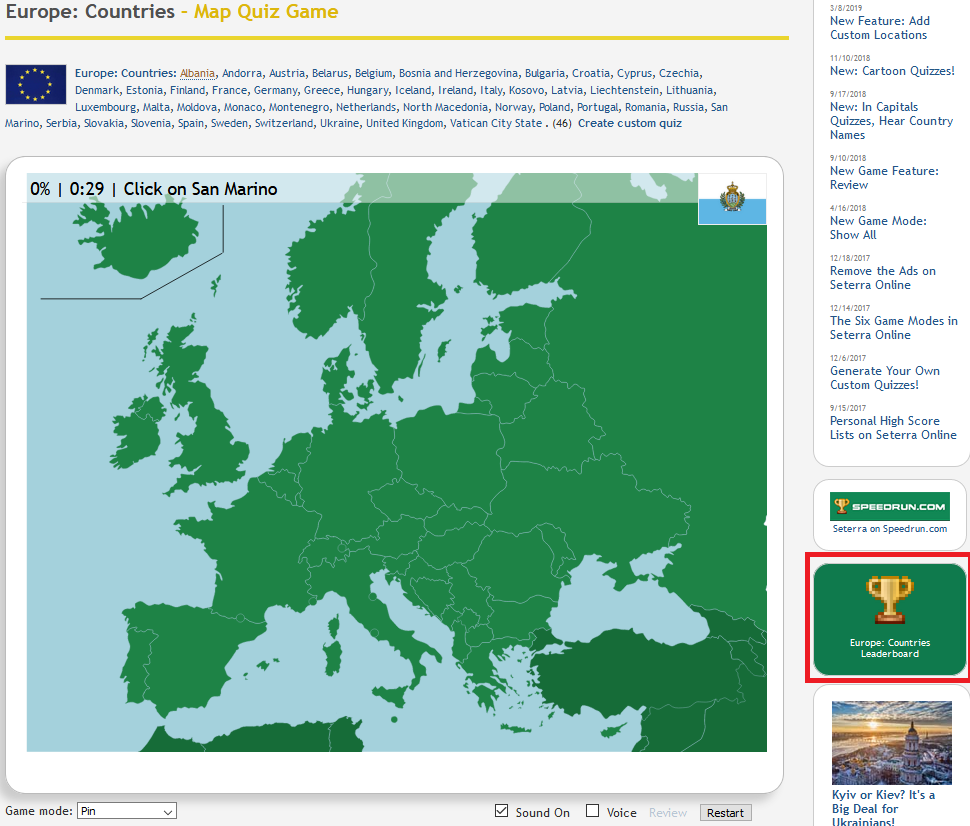 Europe: Countries - Map Quiz Game
Europe: Countries: Albania, Andorra, Austria, Belarus, Belgium, Bosnia and Herzegovina, Bulgaria, Croatia, Cyprus, Czechia,
Denmark, Estonia, Finland, France, Germany, Greece, Hungary, Iceland, Ireland, Italy, Kosovo, Latvia, Liechtenstein, Lithuania,
Luxembourg, Malta, Moldova, Monaco, Montenegro, Netherlands, North Macedonia, Norway, Poland, Portugal, Romania, Russia, San
Marino, Serbia, Slovakia, Slovenia, Spain, Sweden, Switzerland, Ukraine, United Kingdom, Vatican City State . (46) Create custom quiz
0% | 0:29 | Click on San Marino
Game mode: Pin
Sound On
Voice
Review
Restart
3/8/2019
New Feature: Add
Custom Locations
11/10/2018
New: Cartoon Quizzes!
9/17/2018
New: In Capitals
Quizzes, Hear Country
Names
9/10/2018
New Game Feature:
Review
4/16/2018
New Game Mode:
Show All
12/18/2017
Remove the Ads on
Seterra Online
12/14/2017
The Six Game Modes in
Seterra Online
12/6/2017
Generate Your Own
Custom Quizzes!
9/15/2017
Personal High Score
Lists on Seterra Online
SPEEDRUN.COM
Seterra on Speedrun.com
Europe: Countries
Leaderboard
Kyiv or Kiev? It's a
Big Deal for
Ukrainians!